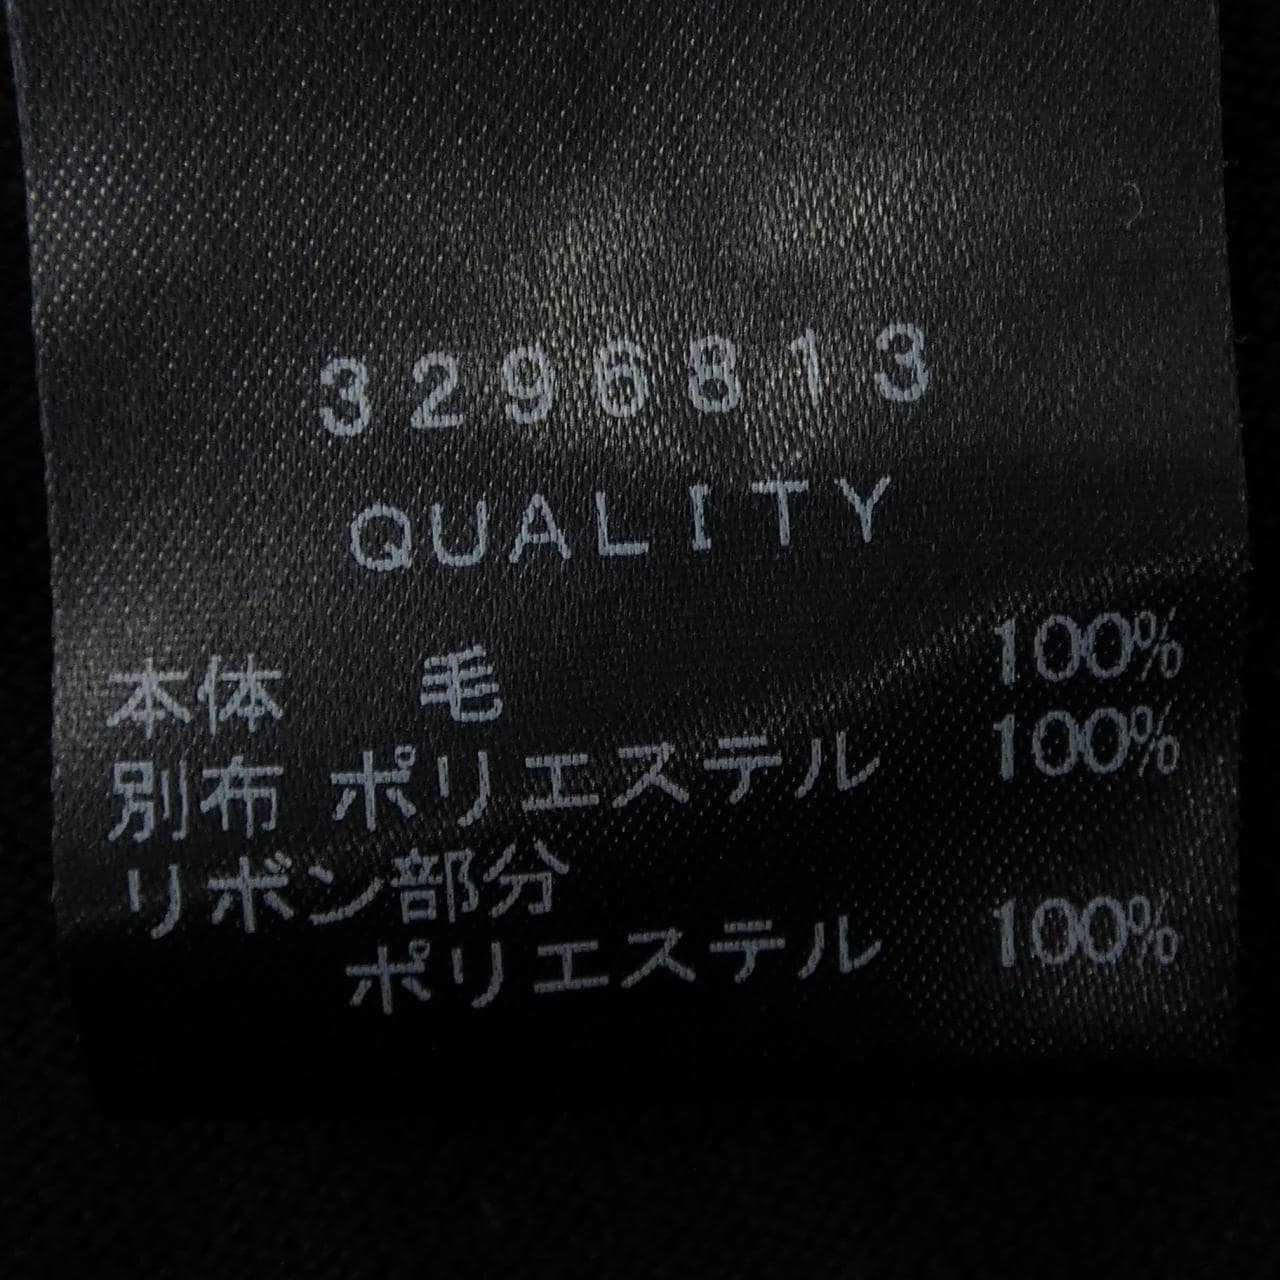 3296813
QUALITY
本体 毛 100%
別布 ポリエステル 100%
リボン部分
ポリエステル 100%